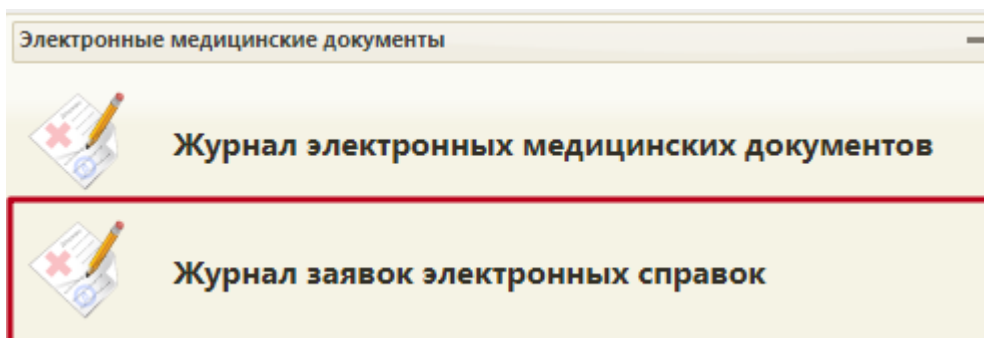 Электронные медицинские документы
Журнал электронных медицинских документов
Журнал заявок электронных справок